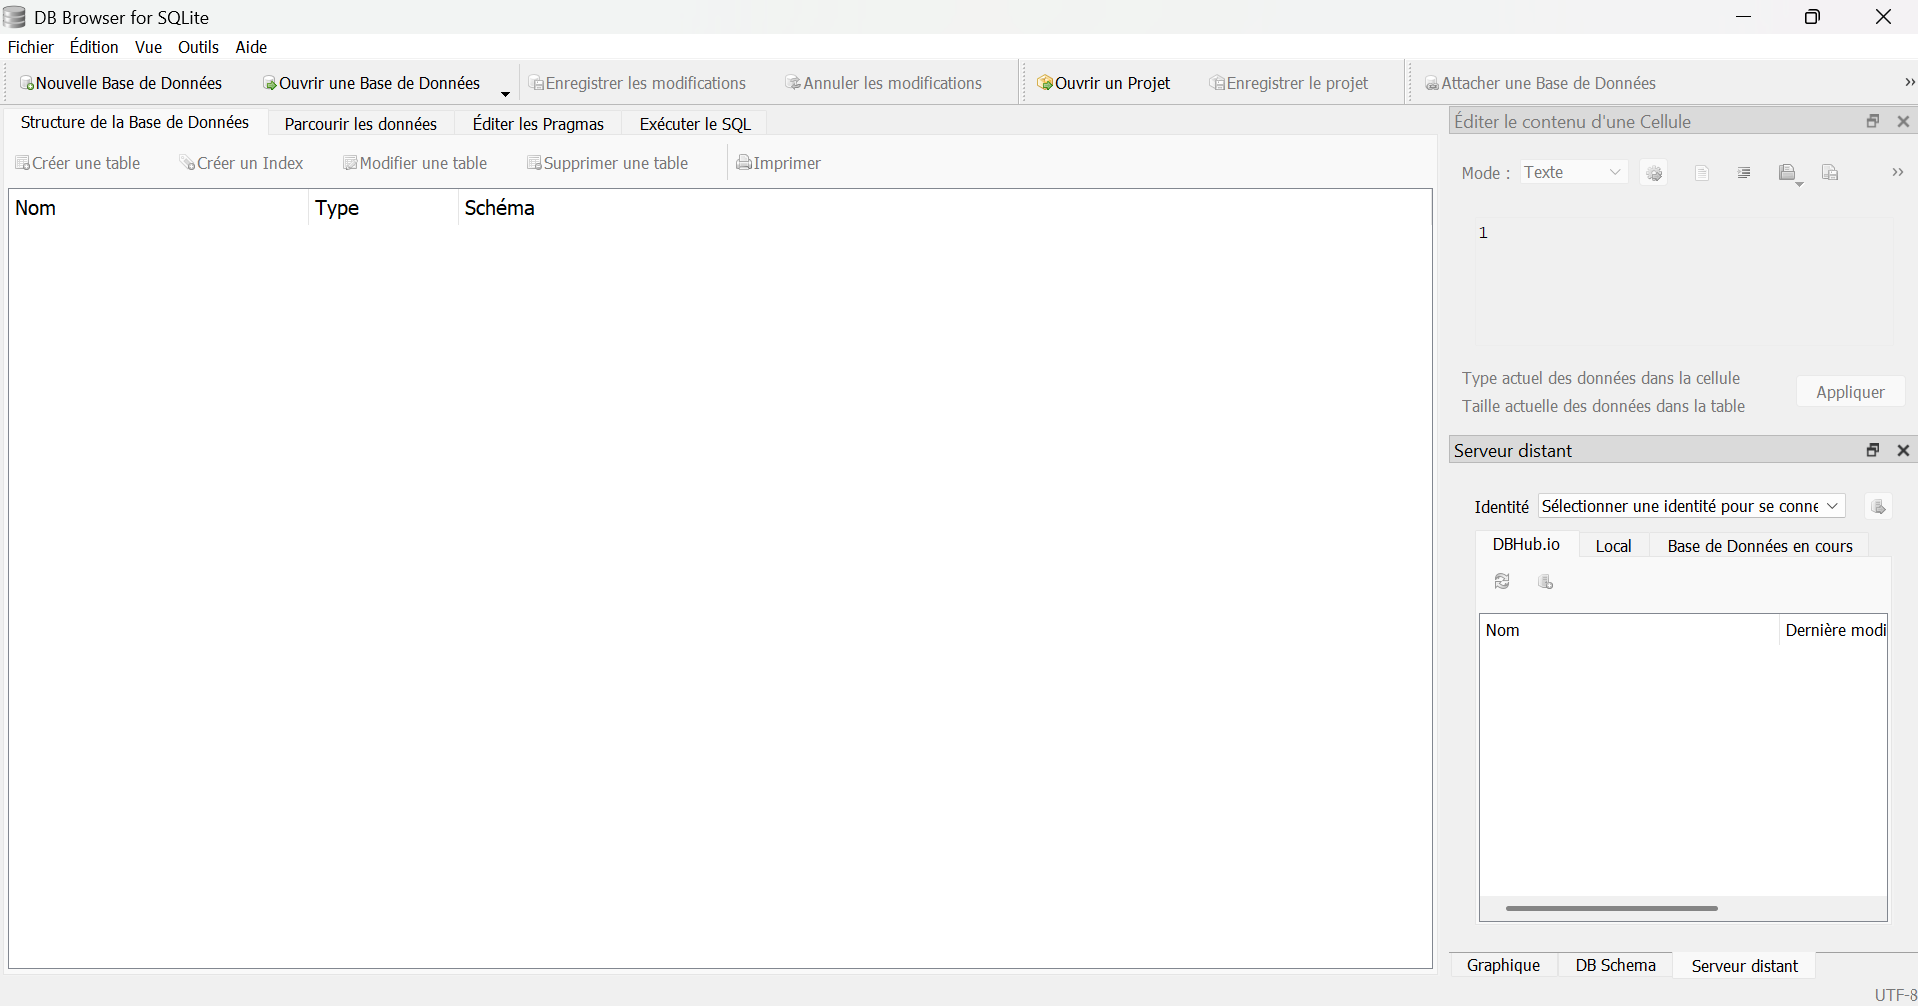 DB Browser for SQLite
Fichier Édition Vue Outils Aide
Nouvelle Base de Données Ouvrir une Base de Données Enregistrer les modifications Annuler les modifications Ouvrir un Projet Enregistrer le projet Attacher une Base de Données »
Structure de la Base de Données Parcourir les données Éditer les Pragmas Exécuter le SQL
Créer une table Créer un Index Modifier une table Supprimer une table Imprimer
Nom Type Schéma
Éditer le contenu d'une Cellule
Mode : Texte »
1
Type actuel des données dans la cellule
Taille actuelle des données dans la table
Appliquer
Serveur distant
Identité Sélectionner une identité pour se conne
DBHub.io Local Base de Données en cours
Nom Dernière modi
Graphique DB Schema Serveur distant
UTF-8